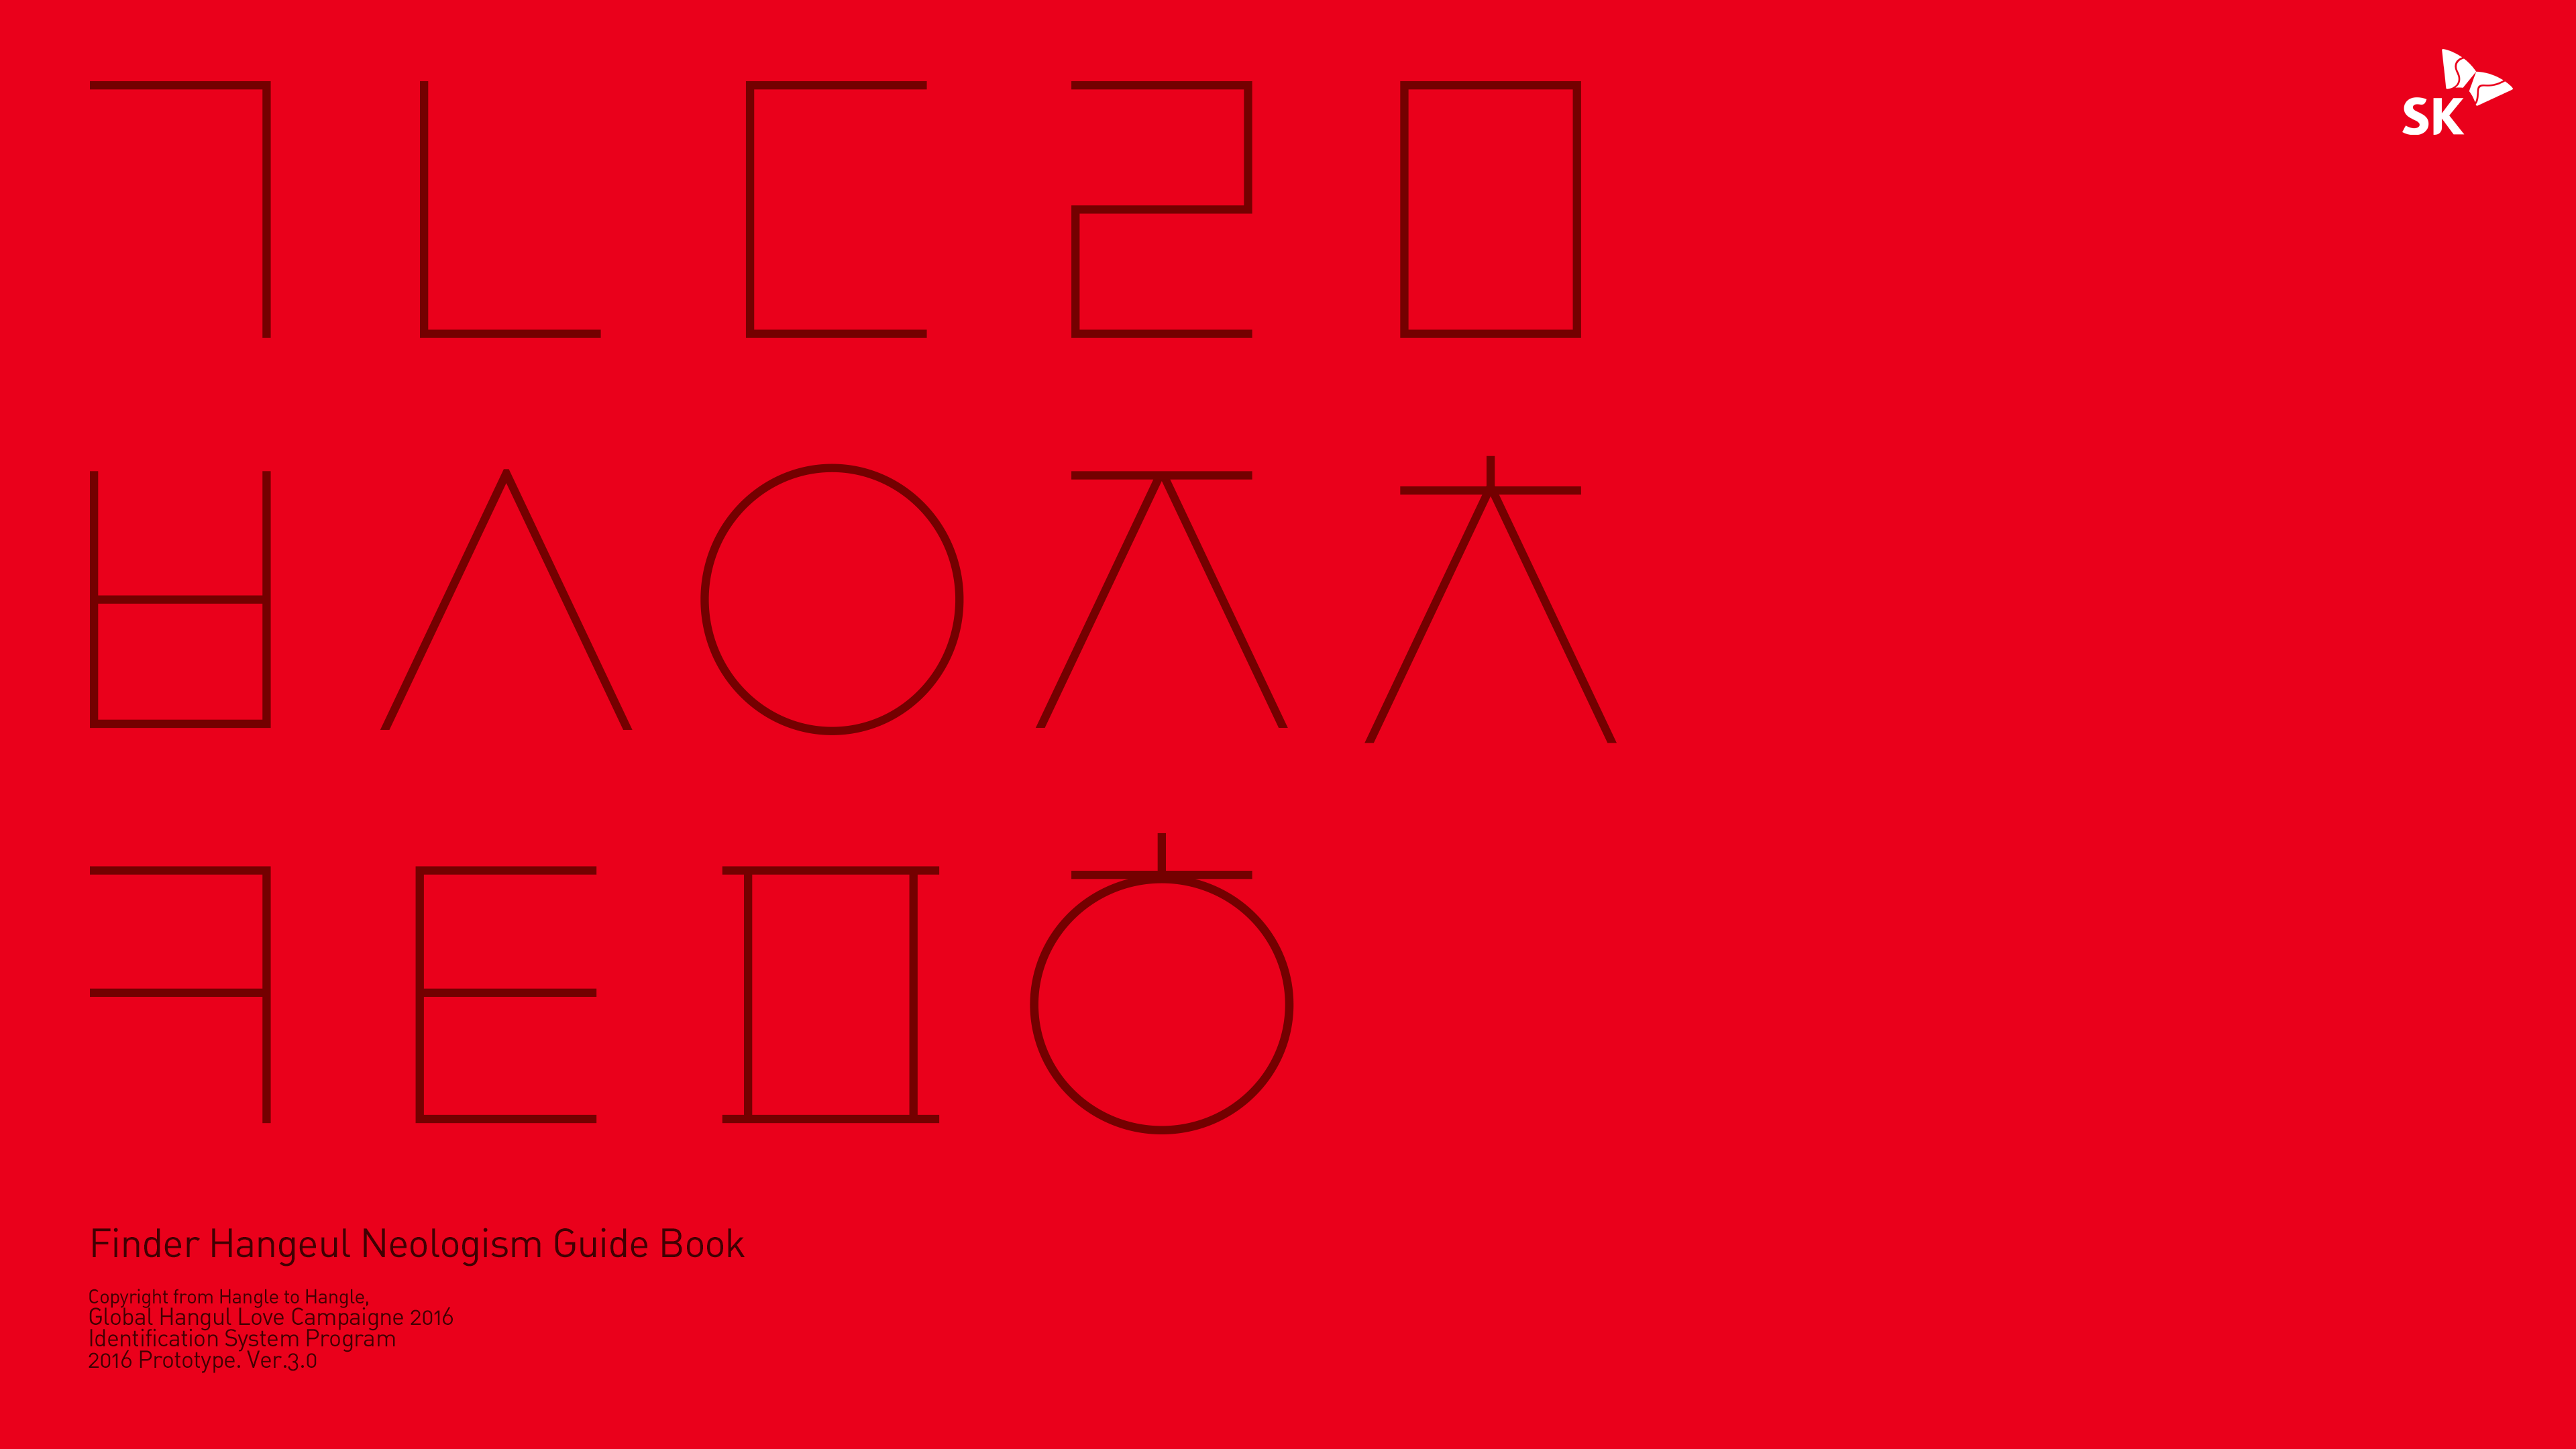 ㄱㄴㄷㄹㅁ
ㅂㅅㅇㅈㅊ
ㅋㅌㅍㅎ
SK
Finder Hangeul Neologism Guide Book
Copyright from Hangle to Hangle,
Global Hangul Love Campaigne 2016
Identification System Program
2016 Prototype. Ver.3.0